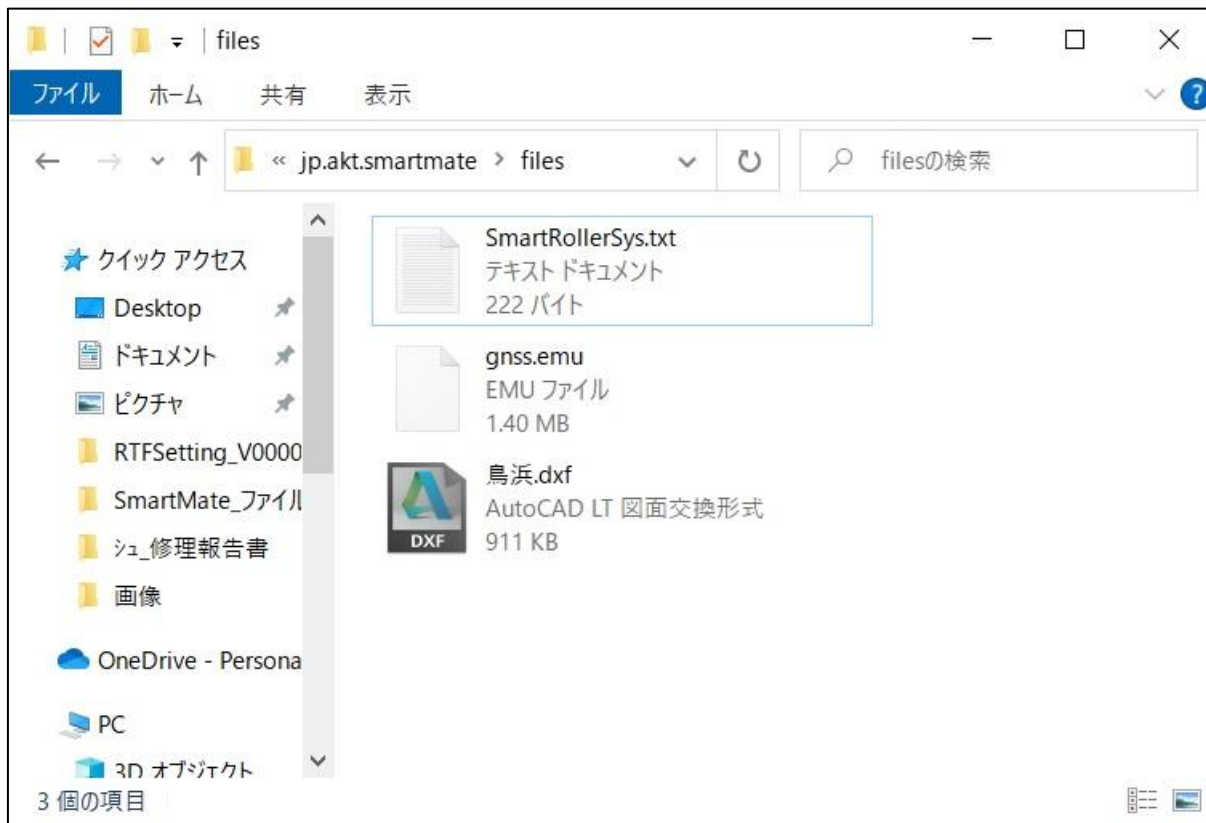 files
ファイル ホーム 共有 表示 ?
« jp.akt.smartmate > files filesの検索
クイック アクセス
Desktop
ドキュメント
ピクチャ
RTFSetting_V0000
SmartMate_ファイル
ｼｭ_修理報告書
画像
OneDrive - Persona
PC
3D オブジェクト
SmartRollerSys.txt
テキスト ドキュメント
222 バイト
gnss.emu
EMU ファイル
1.40 MB
鳥浜.dxf
AutoCAD LT 図面交換形式
911 KB
DXF
3 個の項目